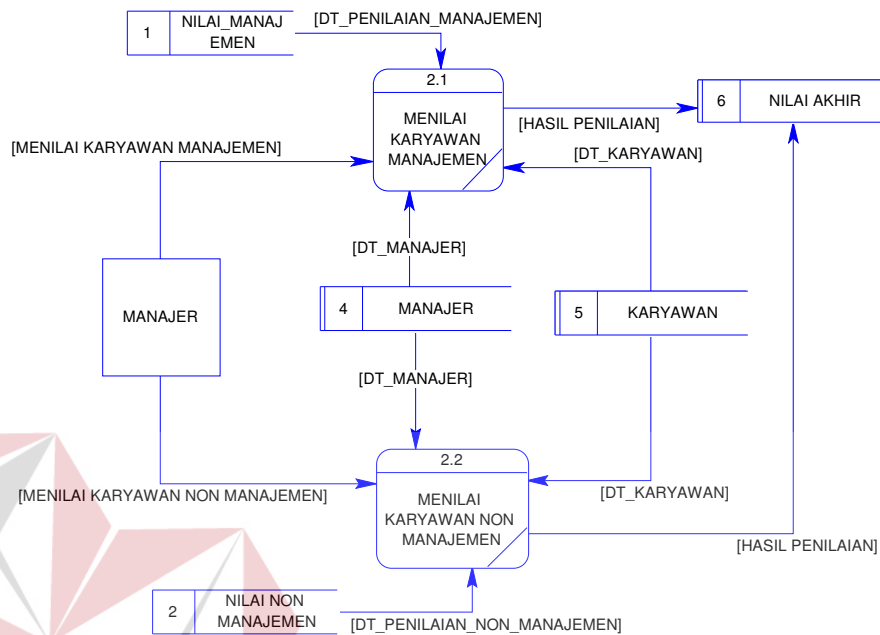 [DT_PENILAIAN_MANAJEMEN]
1
NILAI_MANAJ
EMEN
2.1
MENILAI
KARYAWAN
MANAJEMEN
6
NILAI AKHIR
[HASIL PENILAIAN]
[MENILAI KARYAWAN MANAJEMEN]
[DT_KARYAWAN]
[DT_MANAJER]
MANAJER
4
MANAJER
5
KARYAWAN
[DT_MANAJER]
2.2
MENILAI
KARYAWAN NON
MANAJEMEN
[MENILAI KARYAWAN NON MANAJEMEN]
[DT_KARYAWAN]
[HASIL PENILAIAN]
2
NILAI NON
MANAJEMEN
[DT_PENILAIAN_NON_MANAJEMEN]